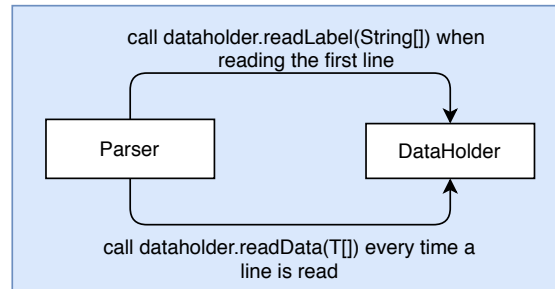 call dataholder.readLabel(String[]) when
reading the first line
Parser
DataHolder
call dataholder.readData(T[]) every time a
line is read